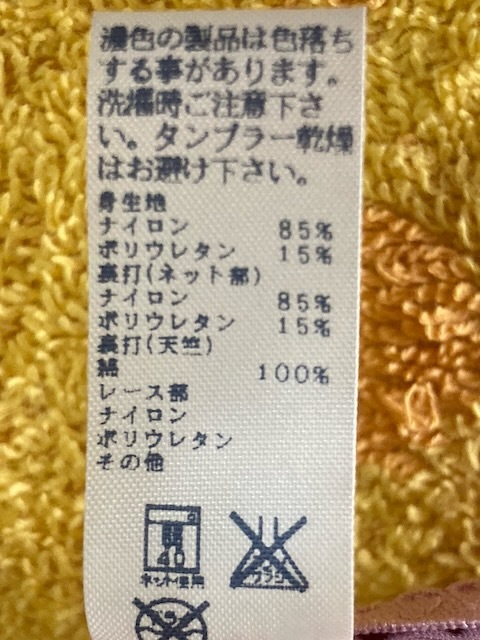 濃色の製品は色落ち
する事があります。
洗濯時ご注意下さ
い。タンブラー乾燥
はお避け下さい。
身生地
ナイロン 85%
ポリウレタン 15%
裏打(ネット部)
ナイロン 85%
ポリウレタン 15%
裏打(天竺)
綿 100%
レース部
ナイロン
ポリウレタン
その他
40
ネット使用